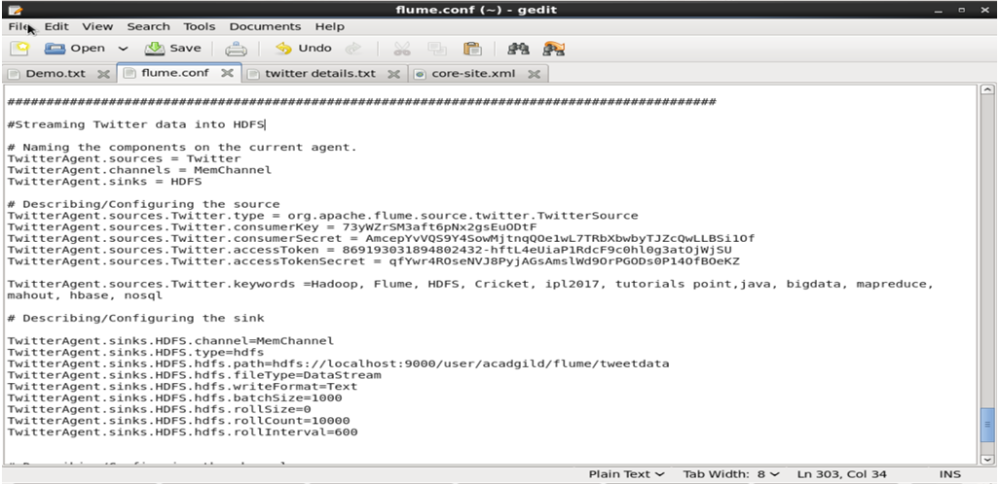 flume.conf (~) - gedit
File Edit View Search Tools Documents Help
Open Save Undo
Demo.txt flume.conf twitter details.txt core-site.xml
###########################################################################################
#Streaming Twitter data into HDFS
# Naming the components on the current agent.
TwitterAgent.sources = Twitter
TwitterAgent.channels = MemChannel
TwitterAgent.sinks = HDFS
# Describing/Configuring the source
TwitterAgent.sources.Twitter.type = org.apache.flume.source.twitter.TwitterSource
TwitterAgent.sources.Twitter.consumerKey = 73yWZrSM3aft6pNx2gsEuODtF
TwitterAgent.sources.Twitter.consumerSecret = AmcepYvVQS9Y4SowMjtnqQOe1wL7TRbXbwbyTJZcQwLLBSi1Of
TwitterAgent.sources.Twitter.accessToken = 869193031894802432-hftL4eUiaP1RdcF9c0hl0g3atOjWjSU
TwitterAgent.sources.Twitter.accessTokenSecret = qfYwr4ROseNVJ8PyjAGsAmslWd9OrPGODs0P14OfBOeKZ
TwitterAgent.sources.Twitter.keywords =Hadoop, Flume, HDFS, Cricket, ipl2017, tutorials point,java, bigdata, mapreduce,
mahout, hbase, nosql
# Describing/Configuring the sink
TwitterAgent.sinks.HDFS.channel=MemChannel
TwitterAgent.sinks.HDFS.type=hdfs
TwitterAgent.sinks.HDFS.hdfs.path=hdfs://localhost:9000/user/acadgild/flume/tweetdata
TwitterAgent.sinks.HDFS.hdfs.fileType=DataStream
TwitterAgent.sinks.HDFS.hdfs.writeFormat=Text
TwitterAgent.sinks.HDFS.hdfs.batchSize=1000
TwitterAgent.sinks.HDFS.hdfs.rollSize=0
TwitterAgent.sinks.HDFS.hdfs.rollCount=10000
TwitterAgent.sinks.HDFS.hdfs.rollInterval=600
Plain Text Tab Width: 8 Ln 303, Col 34 INS